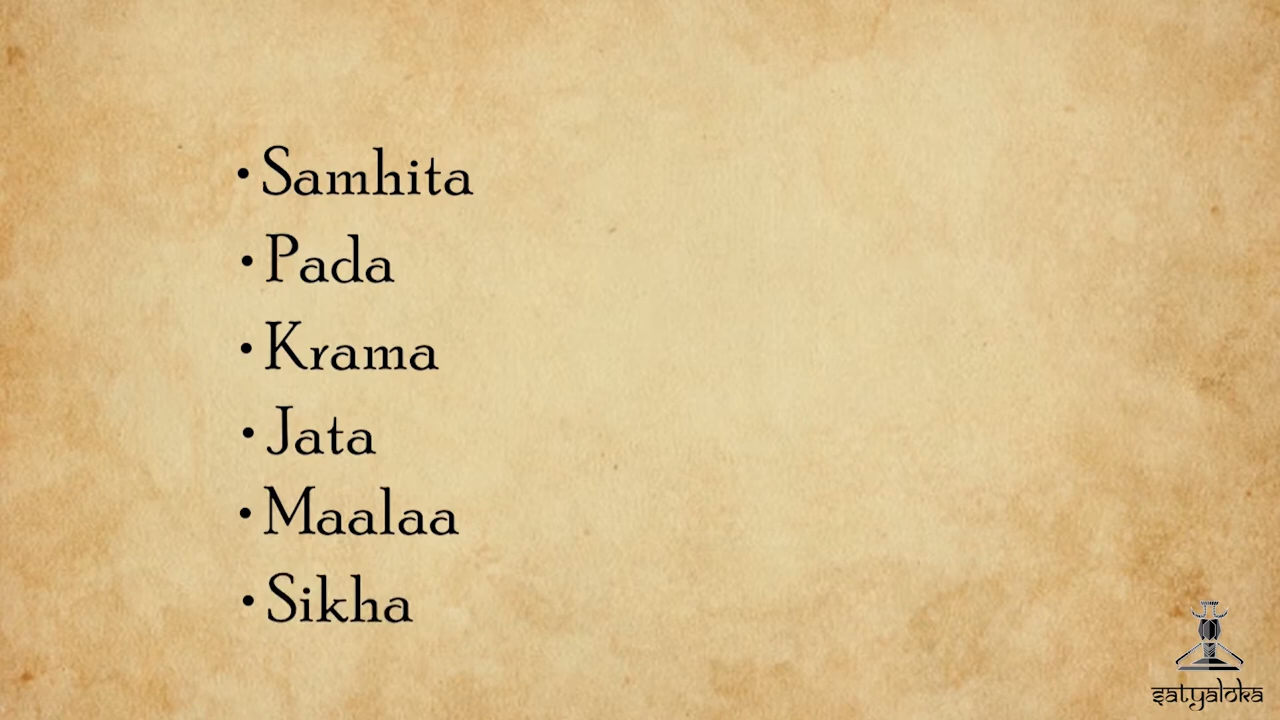 • Samhita
• Pada
• Krama
• Jata
• Maalaa
• Sikha
satyaloka